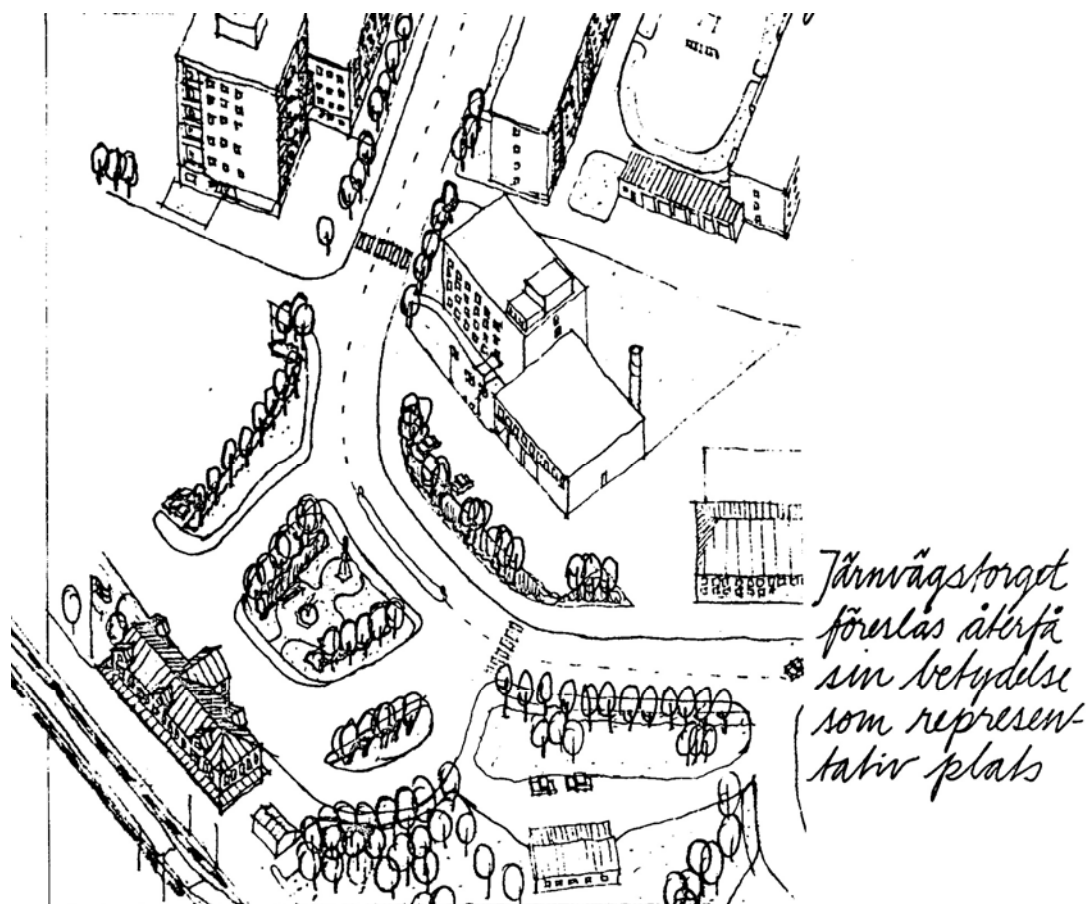 Järnvägstorget
föreslås återfå
sin betydelse
som represen-
tativ plats